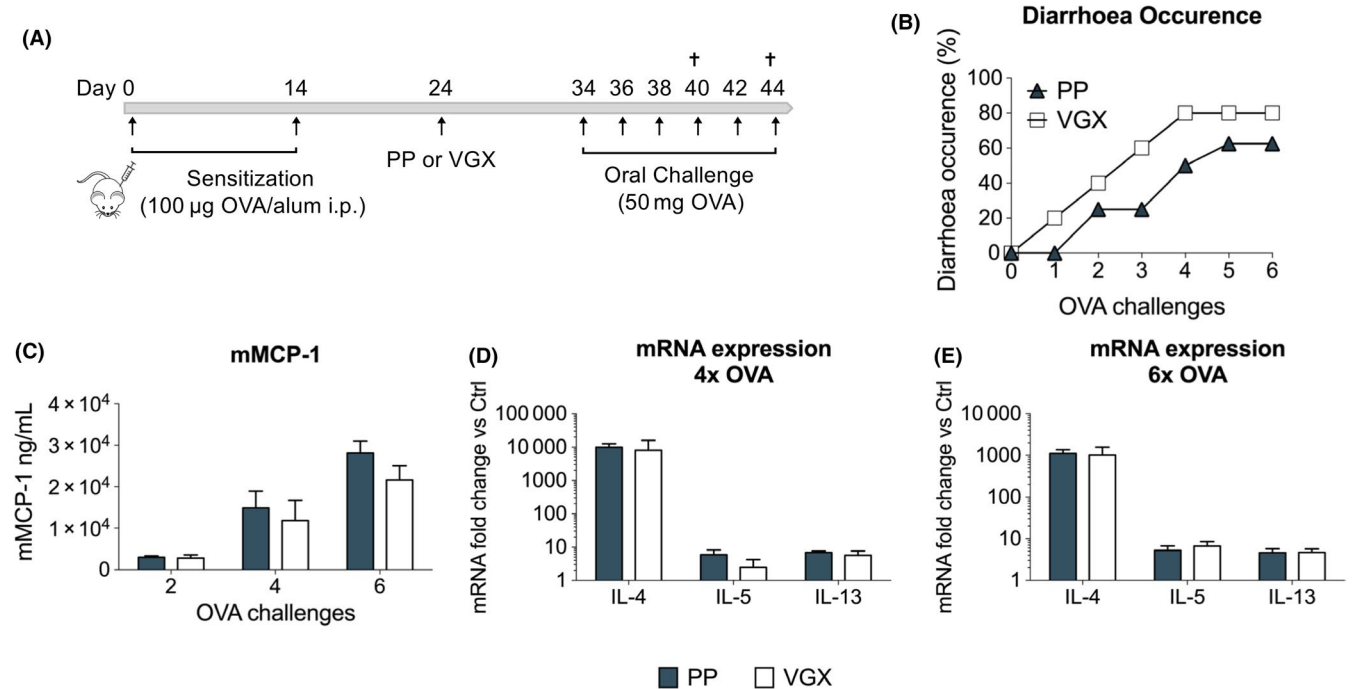 (A)
† †
Day 0 14 24 34 36 38 40 42 44
Sensitization
(100 µg OVA/alum i.p.)
PP or VGX
Oral Challenge
(50 mg OVA)
(B)
Diarrhoea Occurence
Diarrhoea occurence (%)
100
80
60
40
20
0
PP
VGX
0 1 2 3 4 5 6
OVA challenges
(C)
mMCP-1
mMCP-1 ng/mL
4 × 10⁴
3 × 10⁴
2 × 10⁴
1 × 10⁴
0
2 4 6
OVA challenges
(D)
mRNA expression
4x OVA
mRNA fold change vs Ctrl
100 000
10 000
1000
100
10
1
IL-4 IL-5 IL-13
(E)
mRNA expression
6x OVA
mRNA fold change vs Ctrl
10 000
1000
100
10
1
IL-4 IL-5 IL-13
PP VGX